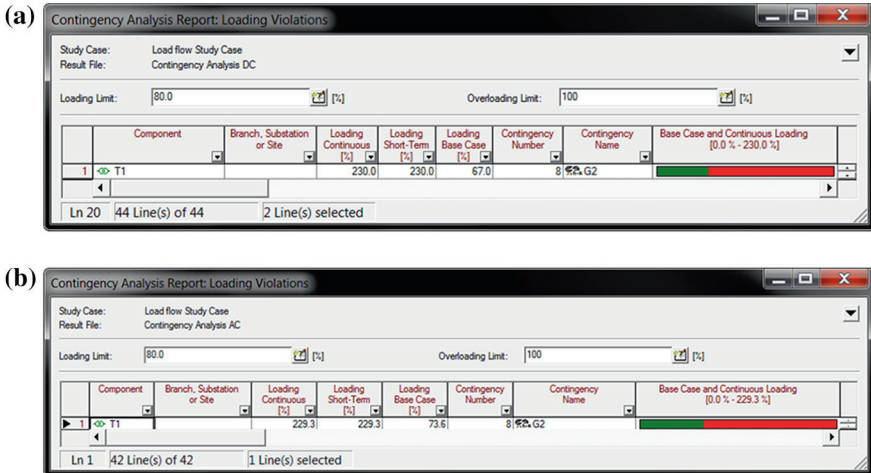 (a)
Contingency Analysis Report: Loading Violations
Study Case: Load flow Study Case
Result File: Contingency Analysis DC
Loading Limit: 80.0 [%] Overloading Limit: 100 [%]
Component Branch, Substation or Site Loading Continuous [%] Loading Short-Term [%] Loading Base Case [%] Contingency Number Contingency Name Base Case and Continuous Loading [0.0 % - 230.0 %]
1 T1 230.0 230.0 67.0 8 G2
Ln 20 44 Line(s) of 44 2 Line(s) selected
(b)
Contingency Analysis Report: Loading Violations
Study Case: Load flow Study Case
Result File: Contingency Analysis AC
Loading Limit: 80.0 [%] Overloading Limit: 100 [%]
Component Branch, Substation or Site Loading Continuous [%] Loading Short-Term [%] Loading Base Case [%] Contingency Number Contingency Name Base Case and Continuous Loading [0.0 % - 229.3 %]
1 T1 229.3 229.3 73.6 8 G2
Ln 1 42 Line(s) of 42 1 Line(s) selected